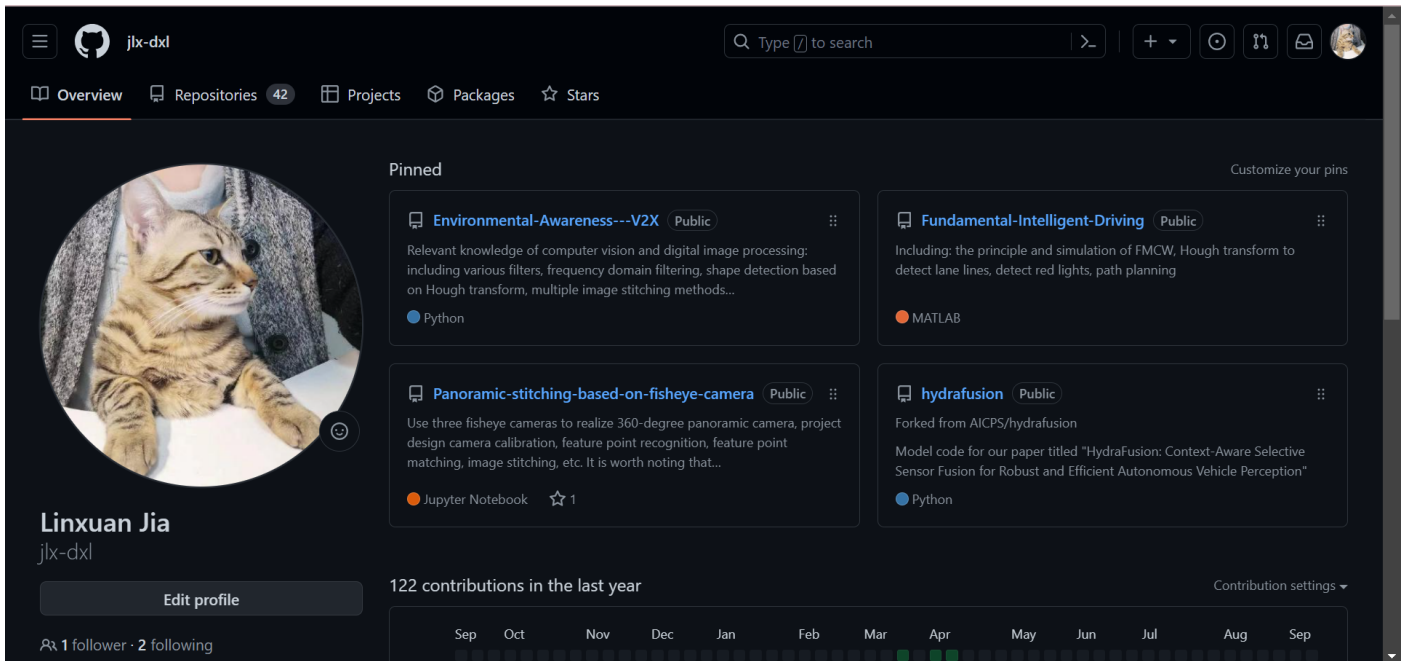 jlx-dxl
Type / to search
Overview
Repositories 42
Projects
Packages
Stars
Pinned
Customize your pins
Environmental-Awareness---V2X Public
Relevant knowledge of computer vision and digital image processing:
including various filters, frequency domain filtering, shape detection based
on Hough transform, multiple image stitching methods...
Python
Fundamental-Intelligent-Driving Public
Including: the principle and simulation of FMCW, Hough transform to
detect lane lines, detect red lights, path planning
MATLAB
Panoramic-stitching-based-on-fisheye-camera Public
Use three fisheye cameras to realize 360-degree panoramic camera, project
design camera calibration, feature point recognition, feature point
matching, image stitching, etc. It is worth noting that...
Jupyter Notebook 1
hydrafusion Public
Forked from AICPS/hydrafusion
Model code for our paper titled "HydraFusion: Context-Aware Selective
Sensor Fusion for Robust and Efficient Autonomous Vehicle Perception"
Python
Linxuan Jia
jlx-dxl
Edit profile
1 follower · 2 following
122 contributions in the last year
Contribution settings
Sep Oct Nov Dec Jan Feb Mar Apr May Jun Jul Aug Sep